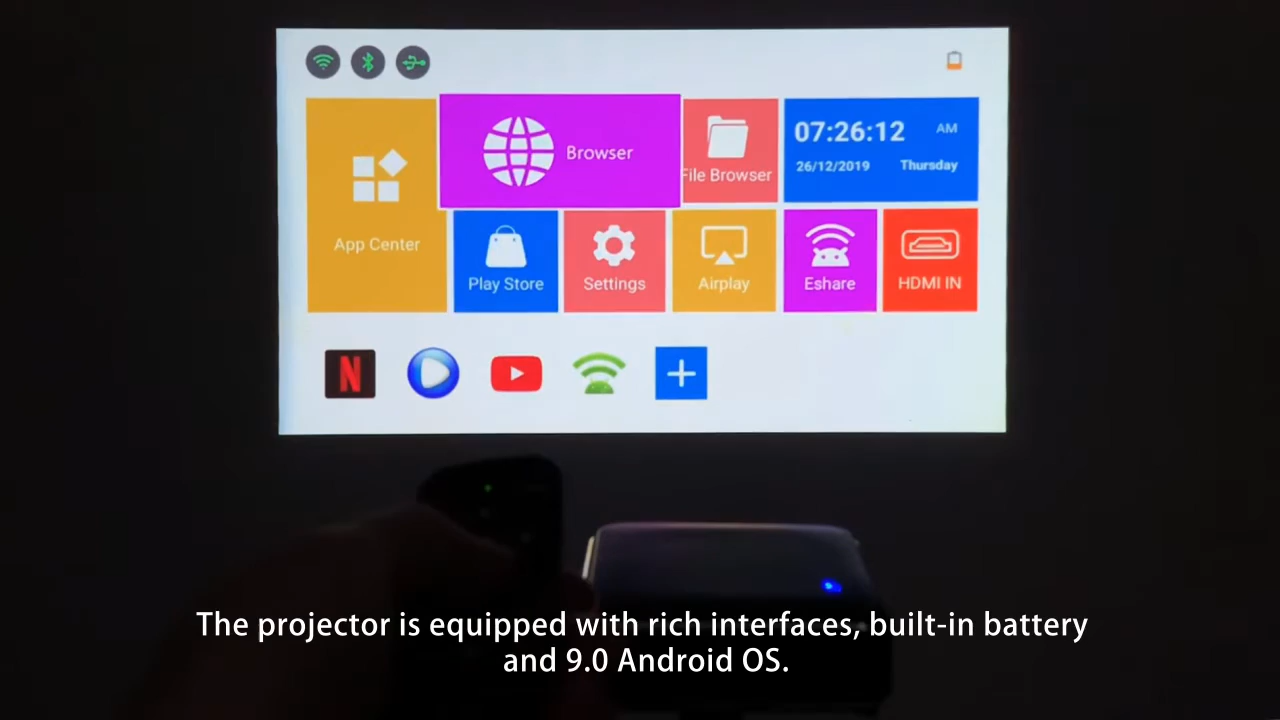 Browser
07:26:12 AM
26/12/2019 Thursday
File Browser
App Center
Play Store
Settings
Airplay
Eshare
HDMI IN
N
The projector is equipped with rich interfaces, built-in battery
and 9.0 Android OS.